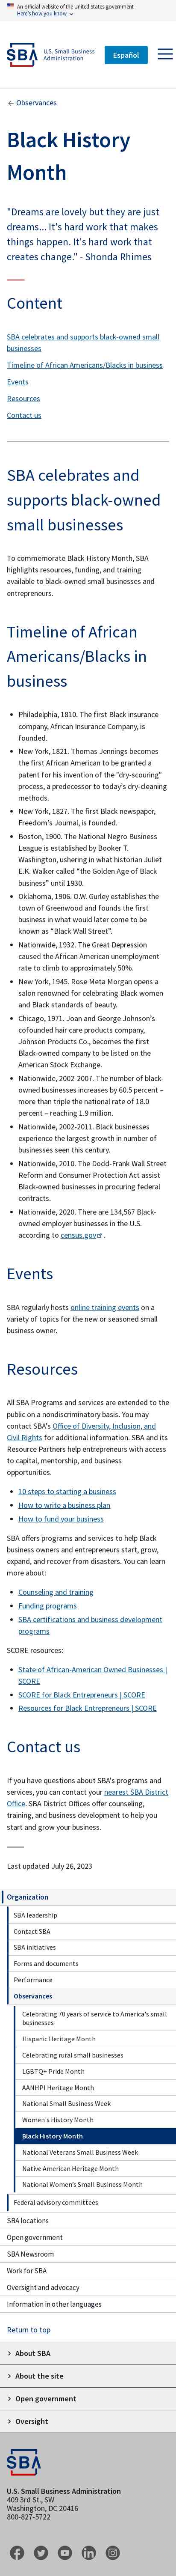 An official website of the United States government
Here's how you know
SBA
U.S. Small Business
Administration
Español
Observances
Black History
Month
"Dreams are lovely but they are just
dreams... It's hard work that makes
things happen. It's hard work that
creates change." - Shonda Rhimes
Content
SBA celebrates and supports black-owned small
businesses
Timeline of African Americans/Blacks in business
Events
Resources
Contact us
SBA celebrates and
supports black-owned
small businesses
To commemorate Black History Month, SBA
highlights resources, funding, and training
available to black-owned small businesses and
entrepreneurs.
Timeline of African
Americans/Blacks in
business
• Philadelphia, 1810. The first Black insurance
company, African Insurance Company, is
founded.
• New York, 1821. Thomas Jennings becomes
the first African American to be granted a
patent for his invention of the “dry-scouring”
process, a predecessor to today’s dry-cleaning
methods.
• New York, 1827. The first Black newspaper,
Freedom’s Journal, is founded.
• Boston, 1900. The National Negro Business
League is established by Booker T.
Washington, ushering in what historian Juliet
E.K. Walker called “the Golden Age of Black
business” until 1930.
• Oklahoma, 1906. O.W. Gurley establishes the
town of Greenwood and founds the first
business in what would later come to be
known as “Black Wall Street”.
• Nationwide, 1932. The Great Depression
caused the African American unemployment
rate to climb to approximately 50%.
• New York, 1945. Rose Meta Morgan opens a
salon renowned for celebrating Black women
and Black standards of beauty.
• Chicago, 1971. Joan and George Johnson’s
cofounded hair care products company,
Johnson Products Co., becomes the first
Black-owned company to be listed on the
American Stock Exchange.
• Nationwide, 2002-2007. The number of black-
owned businesses increases by 60.5 percent –
more than triple the national rate of 18.0
percent – reaching 1.9 million.
• Nationwide, 2002-2011. Black businesses
experience the largest growth in number of
businesses seen this century.
• Nationwide, 2010. The Dodd-Frank Wall Street
Reform and Consumer Protection Act assist
Black-owned businesses in procuring federal
contracts.
• Nationwide, 2020. There are 134,567 Black-
owned employer businesses in the U.S.
according to census.gov .
Events
SBA regularly hosts online training events on a
variety of topics for the new or seasoned small
business owner.
Resources
All SBA Programs and services are extended to the
public on a nondiscriminatory basis. You may
contact SBA’s Office of Diversity, Inclusion, and
Civil Rights for additional information. SBA and its
Resource Partners help entrepreneurs with access
to capital, mentorship, and business
opportunities.
• 10 steps to starting a business
• How to write a business plan
• How to fund your business
SBA offers programs and services to help Black
business owners and entrepreneurs start, grow,
expand, and recover from disasters. You can learn
more about:
• Counseling and training
• Funding programs
• SBA certifications and business development
programs
SCORE resources:
• State of African-American Owned Businesses |
SCORE
• SCORE for Black Entrepreneurs | SCORE
• Resources for Black Entrepreneurs | SCORE
Contact us
If you have questions about SBA’s programs and
services, you can contact your nearest SBA District
Office. SBA District Offices offer counseling,
training, and business development to help you
start and grow your business.
Last updated July 26, 2023
Organization
SBA leadership
Contact SBA
SBA initiatives
Forms and documents
Performance
Observances
Celebrating 70 years of service to America's small
businesses
Hispanic Heritage Month
Celebrating rural small businesses
LGBTQ+ Pride Month
AANHPI Heritage Month
National Small Business Week
Women's History Month
Black History Month
National Veterans Small Business Week
Native American Heritage Month
National Women’s Small Business Month
Federal advisory committees
SBA locations
Open government
SBA Newsroom
Work for SBA
Oversight and advocacy
Information in other languages
Return to top
About SBA
About the site
Open government
Oversight
SBA
U.S. Small Business Administration
409 3rd St., SW
Washington, DC 20416
800-827-5722